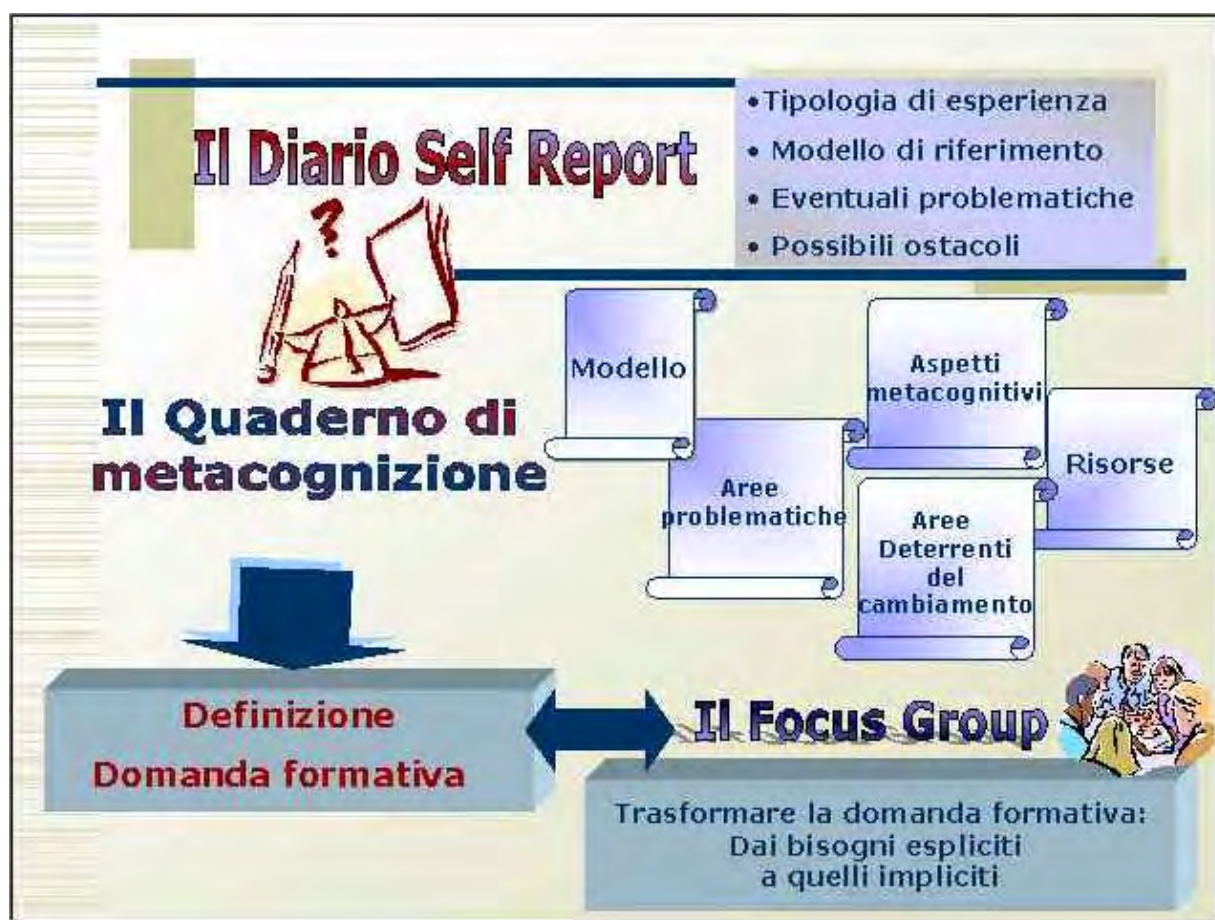 Il Diario Self Report
•Tipologia di esperienza
• Modello di riferimento
• Eventuali problematiche
• Possibili ostacoli
?
Il Quaderno di
metacognizione
Modello
Aree
problematiche
Aspetti
metacognitivi
Aree
Deterrenti
del
cambiamento
Risorse
Definizione
Domanda formativa
Il Focus Group
Trasformare la domanda formativa:
Dai bisogni espliciti
a quelli impliciti